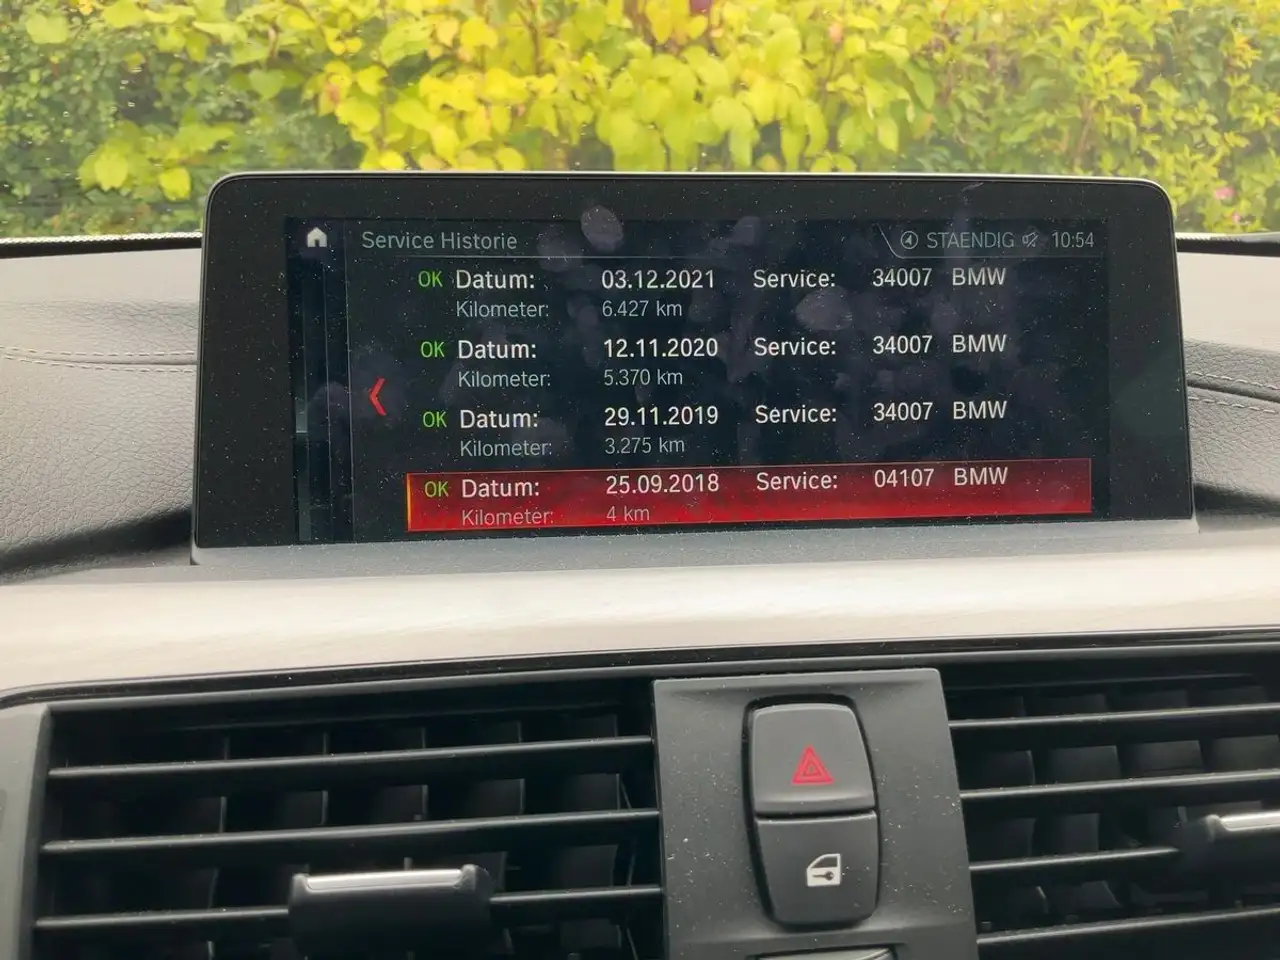 Service Historie STAENDIG 10:54
OK Datum: 03.12.2021 Service: 34007 BMW
Kilometer: 6.427 km
OK Datum: 12.11.2020 Service: 34007 BMW
Kilometer: 5.370 km
OK Datum: 29.11.2019 Service: 34007 BMW
Kilometer: 3.275 km
OK Datum: 25.09.2018 Service: 04107 BMW
Kilometer: 4 km